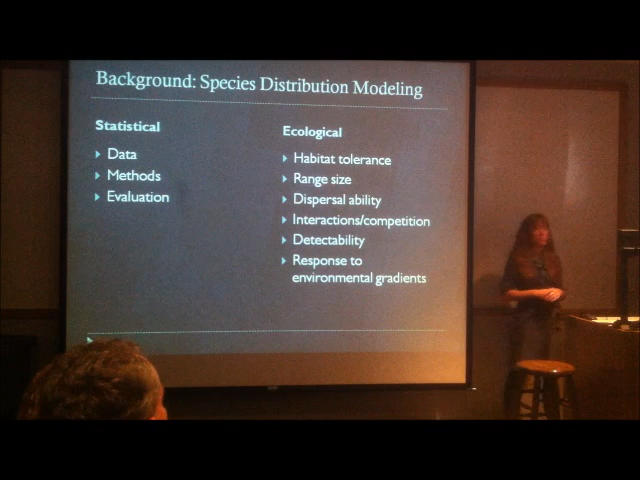 Background: Species Distribution Modeling
Statistical
Data
Methods
Evaluation
Ecological
Habitat tolerance
Range size
Dispersal ability
Interactions/competition
Detectability
Response to
environmental gradients